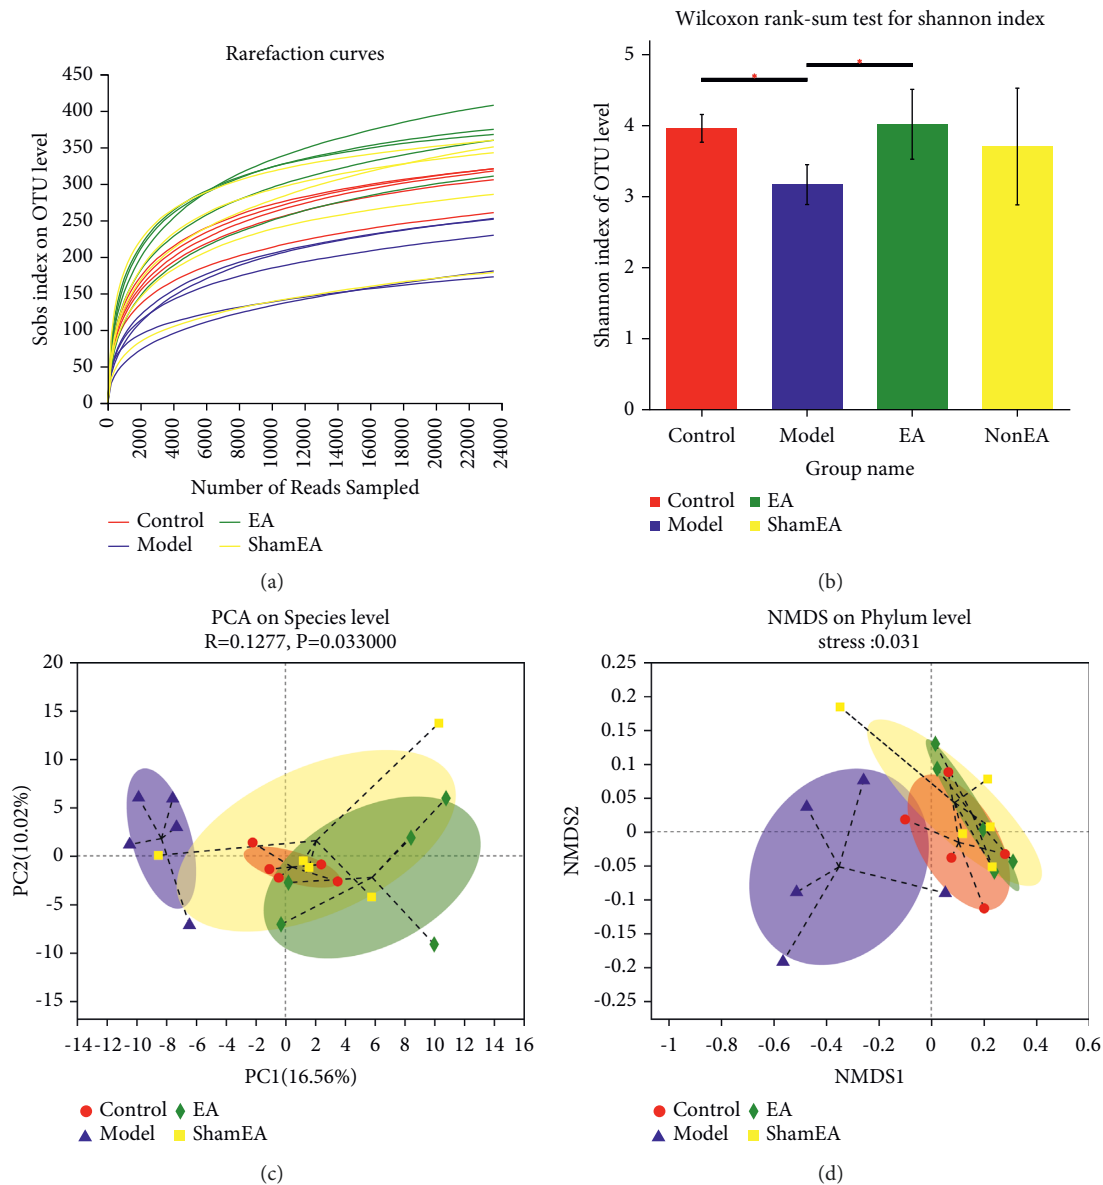 Rarefaction curves
Sobs index on OTU level
450
400
350
300
250
200
150
100
50
0
0
2000
4000
6000
8000
10000
12000
14000
16000
18000
20000
22000
24000
Number of Reads Sampled
Control
EA
Model
ShamEA
(a)
Wilcoxon rank-sum test for shannon index
Shannon index of OTU level
5
4
3
4
1
0
*
*
Control
Model
EA
NonEA
Group name
Control
EA
Model
ShamEA
(b)
PCA on Species level
R=0.1277, P=0.033000
PC2(10.02%)
20
15
10
5
0
-5
-10
-15
-14
-12
-10
-8
-6
-4
-2
0
2
4
6
8
10
12
14
16
PC1(16.56%)
Control
EA
Model
ShamEA
(c)
NMDS on Phylum level
stress :0.031
NMDS2
0.25
0.2
0.15
0.1
0.05
0
-0.05
-0.1
-0.15
-0.2
-0.25
-1
-0.8
-0.6
-0.4
-0.2
0
0.2
0.4
0.6
NMDS1
Control
EA
Model
ShamEA
(d)